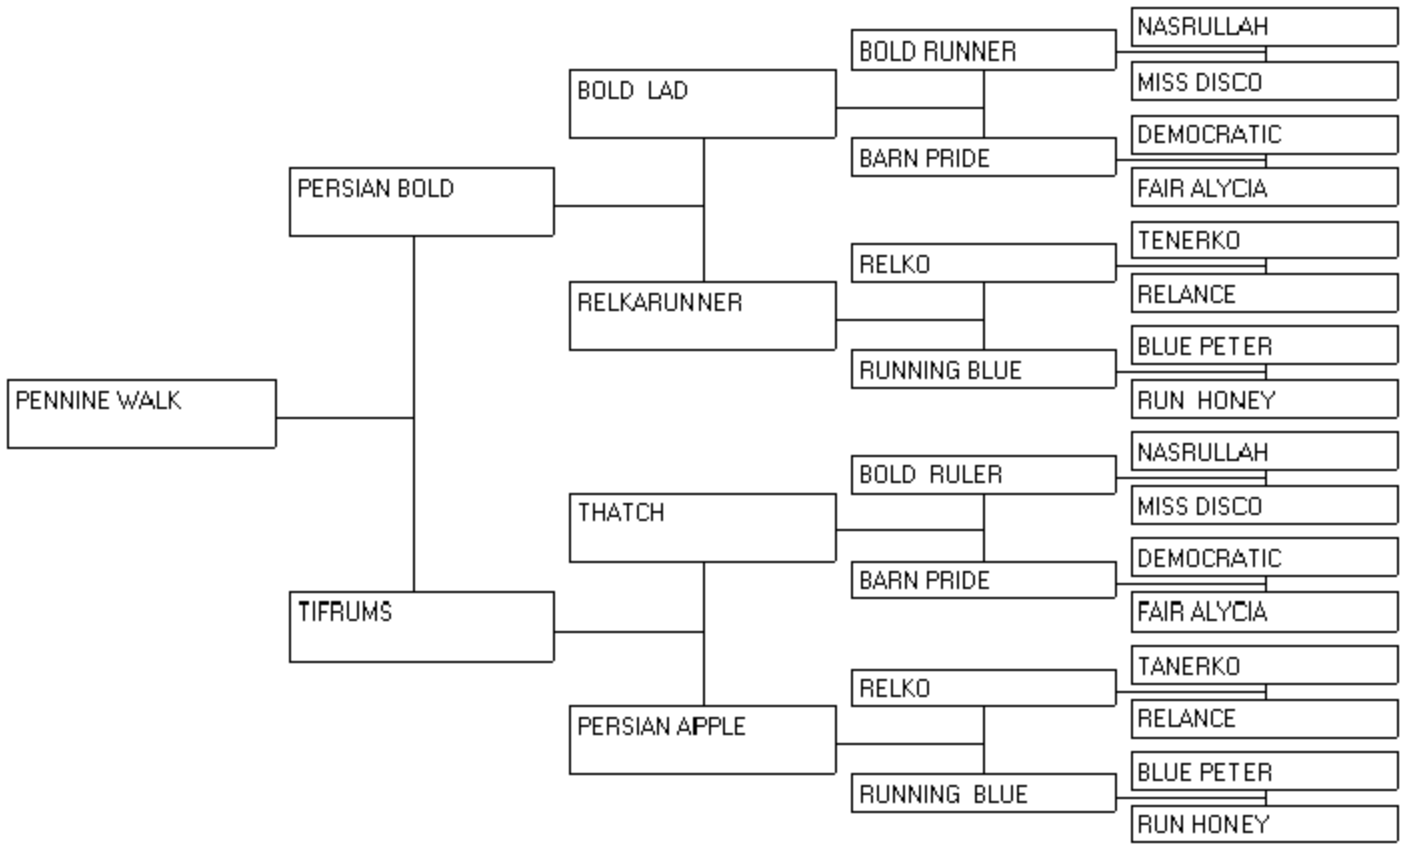 NASRULLAH
BOLD RUNNER
MISS DISCO
BOLD LAD
DEMOCRATIC
BARN PRIDE
FAIR ALYCIA
PERSIAN BOLD
TENERKO
RELKO
RELANCE
RELKARUNNER
BLUE PETER
RUNNING BLUE
RUN HONEY
PENNINE WALK
NASRULLAH
BOLD RULER
MISS DISCO
THATCH
DEMOCRATIC
BARN PRIDE
FAIR ALYCIA
TIFRUMS
TANERKO
RELKO
RELANCE
PERSIAN APPLE
BLUE PETER
RUNNING BLUE
RUN HONEY